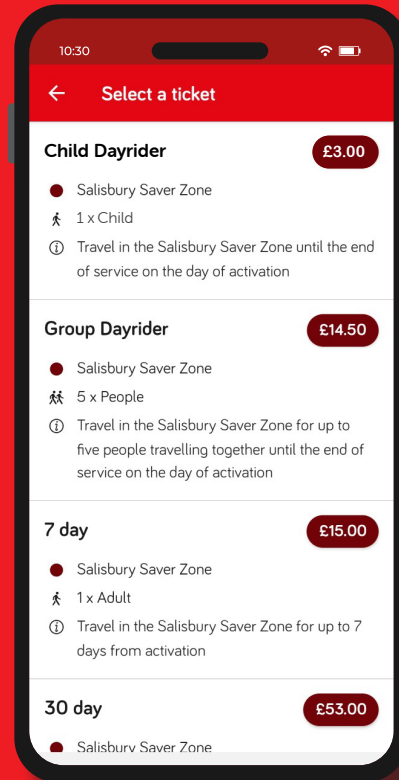 10:30
Select a ticket
Child Dayrider
£3.00
Salisbury Saver Zone
1 x Child
Travel in the Salisbury Saver Zone until the end
of service on the day of activation
Group Dayrider
£14.50
Salisbury Saver Zone
5 x People
Travel in the Salisbury Saver Zone for up to
five people travelling together until the end of
service on the day of activation
7 day
£15.00
Salisbury Saver Zone
1 x Adult
Travel in the Salisbury Saver Zone for up to 7
days from activation
30 day
£53.00
Salisbury Saver Zone